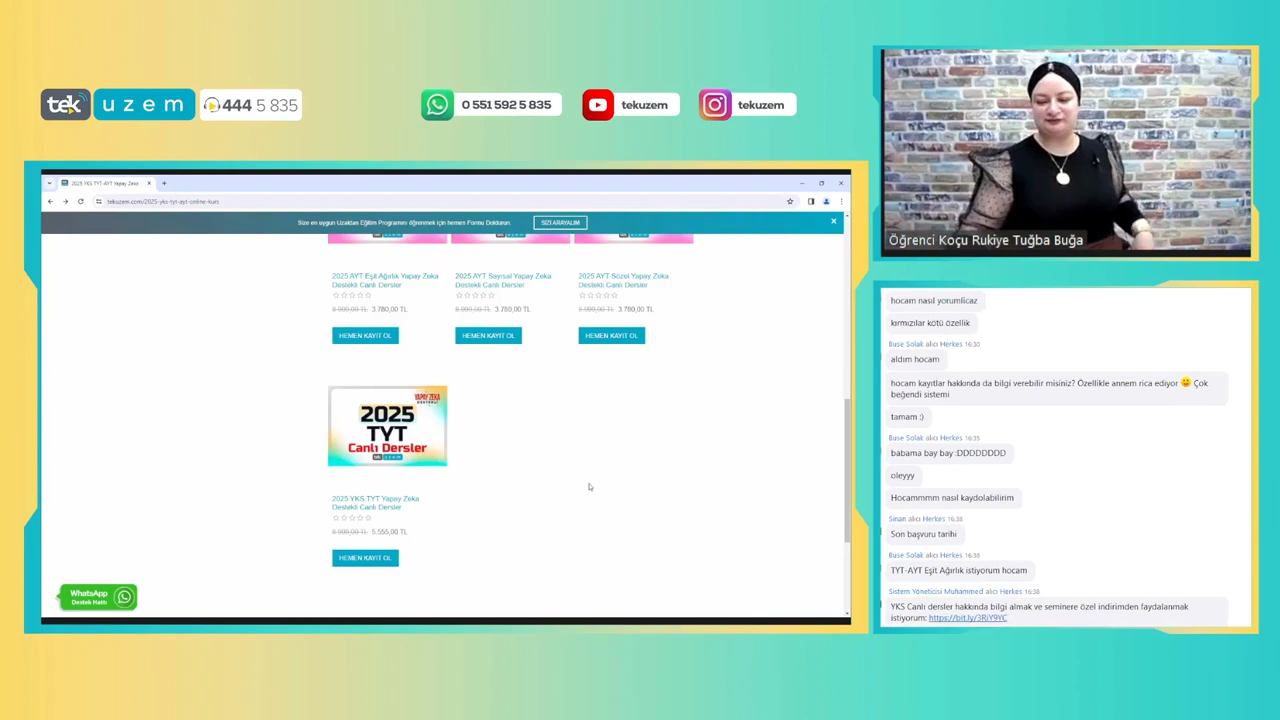 tek uzem 444 5 835
0 551 592 5 835
tekuzem
tekuzem
2025 YKS TYT-AYT Yapay Zeka
tekuzem.com/2025-yks-tyt-ayt-online-kurs
Size en uygun Uzaktan Eğitim Programını öğrenmek için hemen Formu Doldurun.
SİZİ ARAYALIM
2025 AYT Eşit Ağırlık Yapay Zeka
Destekli Canlı Dersler
8.999,00 TL 3.780,00 TL
HEMEN KAYIT OL
2025 AYT Sayısal Yapay Zeka
Destekli Canlı Dersler
8.999,00 TL 3.780,00 TL
HEMEN KAYIT OL
2025 AYT Sözel Yapay Zeka
Destekli Canlı Dersler
8.999,00 TL 3.780,00 TL
HEMEN KAYIT OL
YAPAY ZEKA
DESTEKLİ
2025
TYT
Canlı Dersler
tek uzem
2025 YKS TYT Yapay Zeka
Destekli Canlı Dersler
8.999,00 TL 5.555,00 TL
HEMEN KAYIT OL
WhatsApp
Destek Hattı
Öğrenci Koçu Rukiye Tuğba Buğa
hocam nasıl yorumlicaz
kırmızılar kötü özellik
Buse Solak alıcı Herkes 16:30
aldım hocam
hocam kayıtlar hakkında da bilgi verebilir misiniz? Özellikle annem rica ediyor 😀 Çok
beğendi sistemi
tamam :)
Buse Solak alıcı Herkes 16:35
babama bay bay :DDDDDDDD
oleyyy
Hocammmm nasıl kaydolabilirim
Sinan alıcı Herkes 16:38
Son başvuru tarihi
Buse Solak alıcı Herkes 16:38
TYT-AYT Eşit Ağırlık istiyorum hocam
Sistem Yöneticisi Muhammed alıcı Herkes 16:38
YKS Canlı dersler hakkında bilgi almak ve seminere özel indirimden faydalanmak
istiyorum: https://bit.ly/3RiY9YC